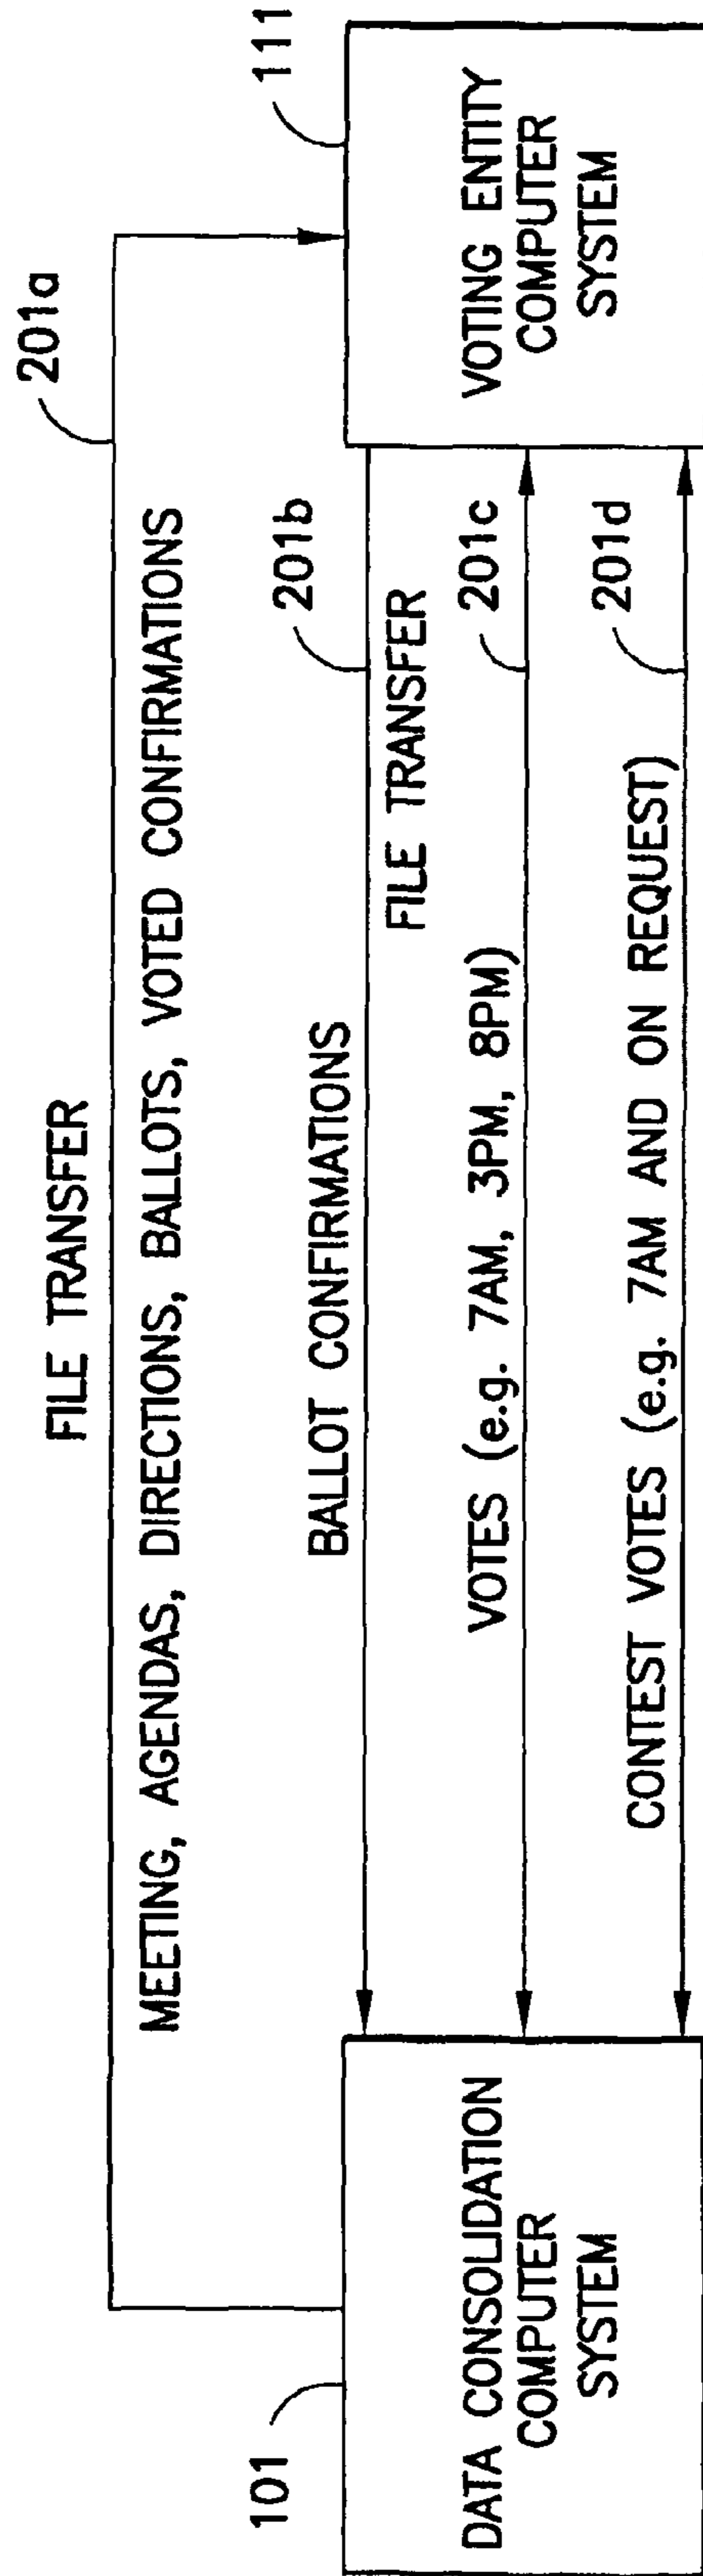 FILE TRANSFER
201a
MEETING, AGENDAS, DIRECTIONS, BALLOTS, VOTED CONFIRMATIONS
101
111
BALLOT CONFIRMATIONS
201b
FILE TRANSFER
DATA CONSOLIDATION
COMPUTER
SYSTEM
VOTES (e.g. 7AM, 3PM, 8PM)
201c
CONTEST VOTES (e.g. 7AM AND ON REQUEST)
201d
VOTING ENTITY
COMPUTER
SYSTEM